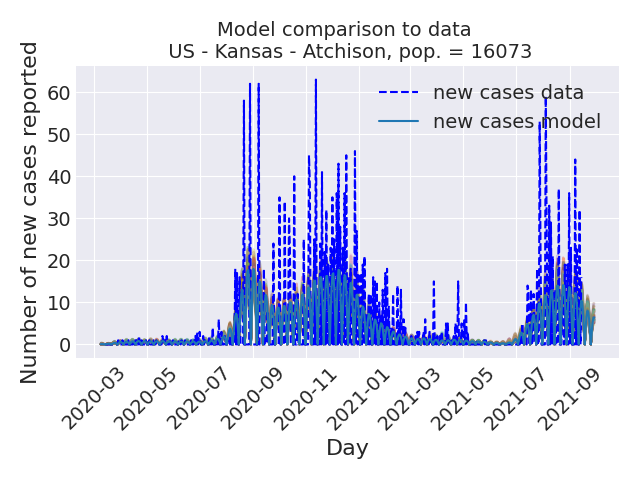 Model comparison to data
US - Kansas - Atchison, pop. = 16073
Number of new cases reported
60
50
40
30
20
10
0
new cases data
new cases model
2020-03
2020-05
2020-07
2020-09
2020-11
2021-01
2021-03
2021-05
2021-07
2021-09
Day